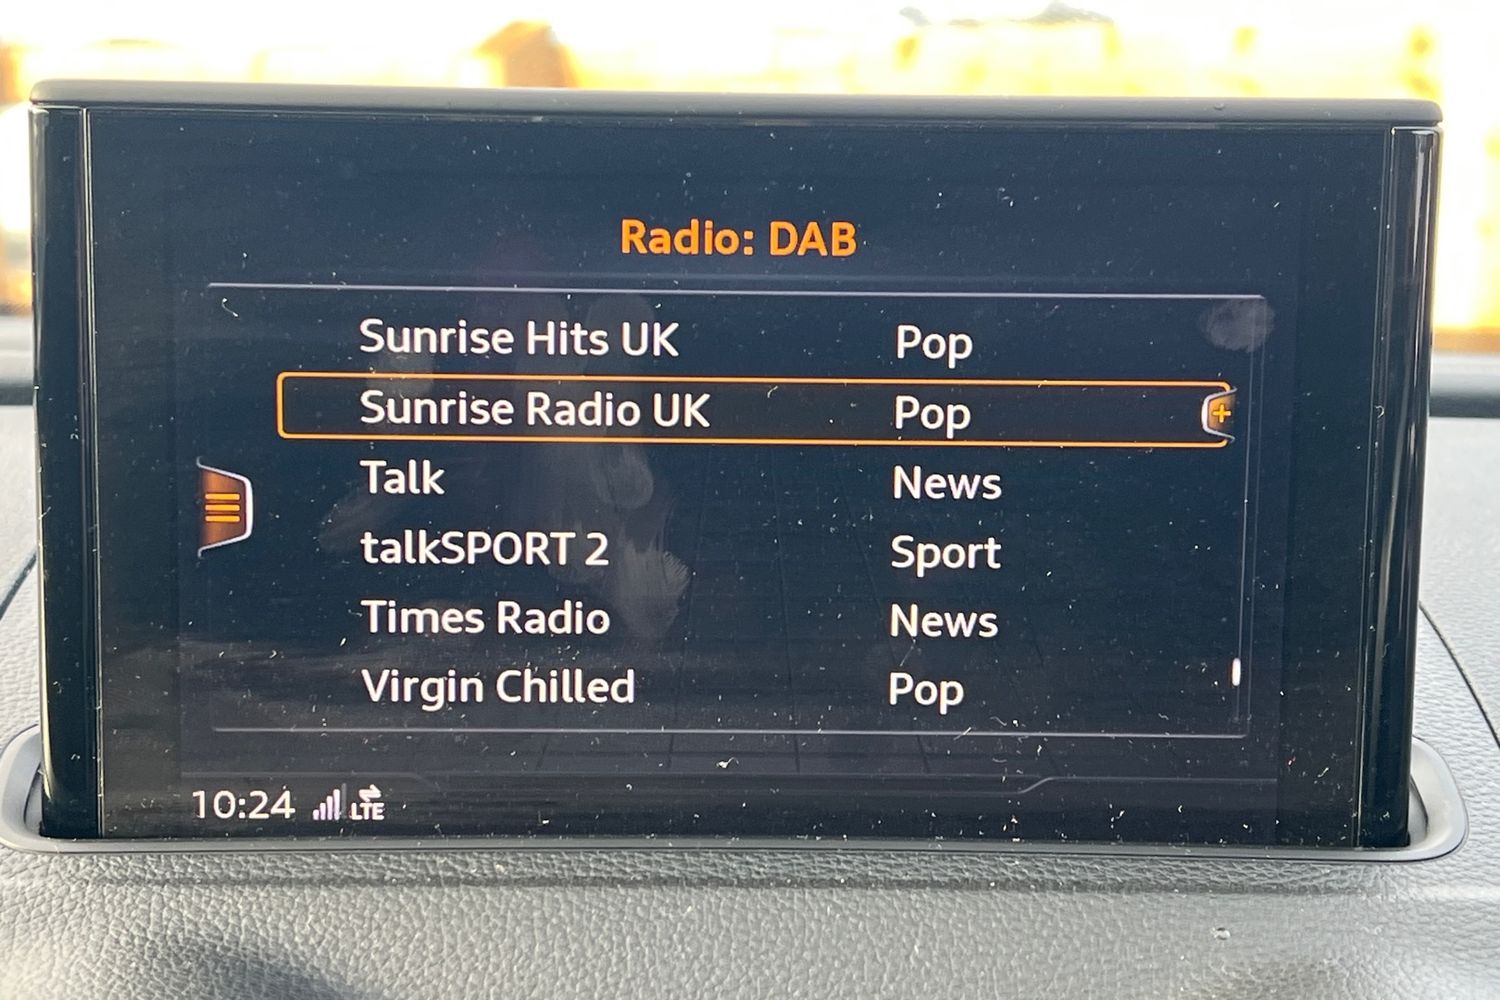 Radio: DAB
Sunrise Hits UK Pop
Sunrise Radio UK Pop
Talk News
talkSPORT 2 Sport
Times Radio News
Virgin Chilled Pop
10:24 LTE